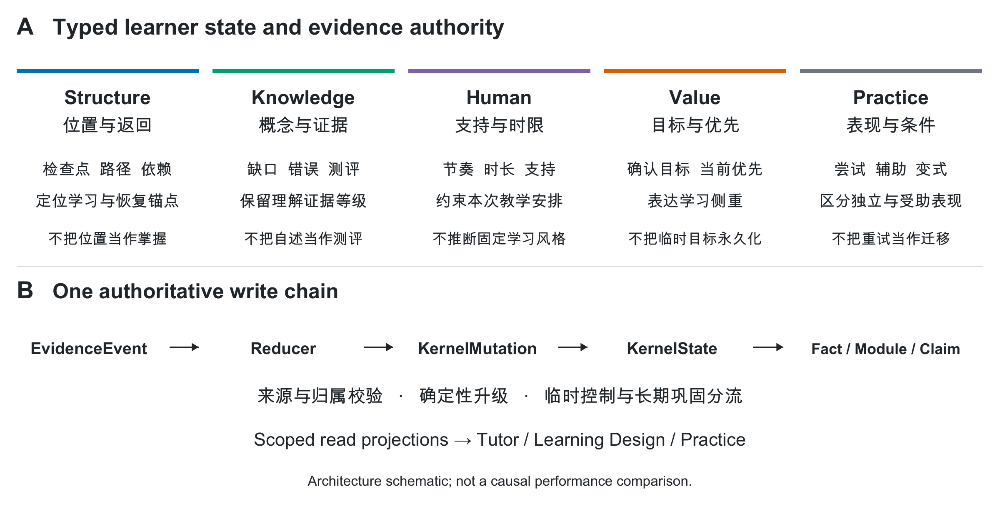 A Typed learner state and evidence authority
Structure Knowledge Human Value Practice
位置与返回 概念与证据 支持与时限 目标与优先 表现与条件
检查点 路径 依赖 缺口 错误 测评 节奏 时长 支持 确认目标 当前优先 尝试 辅助 变式
定位学习与恢复锚点 保留理解证据等级 约束本次教学安排 表达学习侧重 区分独立与受助表现
不把位置当作掌握 不把自述当作测评 不推断固定学习风格 不把临时目标永久化 不把重试当作迁移
B One authoritative write chain
EvidenceEvent → Reducer → KernelMutation → KernelState → Fact / Module / Claim
来源与归属校验 · 确定性升级 · 临时控制与长期巩固分流
Scoped read projections → Tutor / Learning Design / Practice
Architecture schematic; not a causal performance comparison.